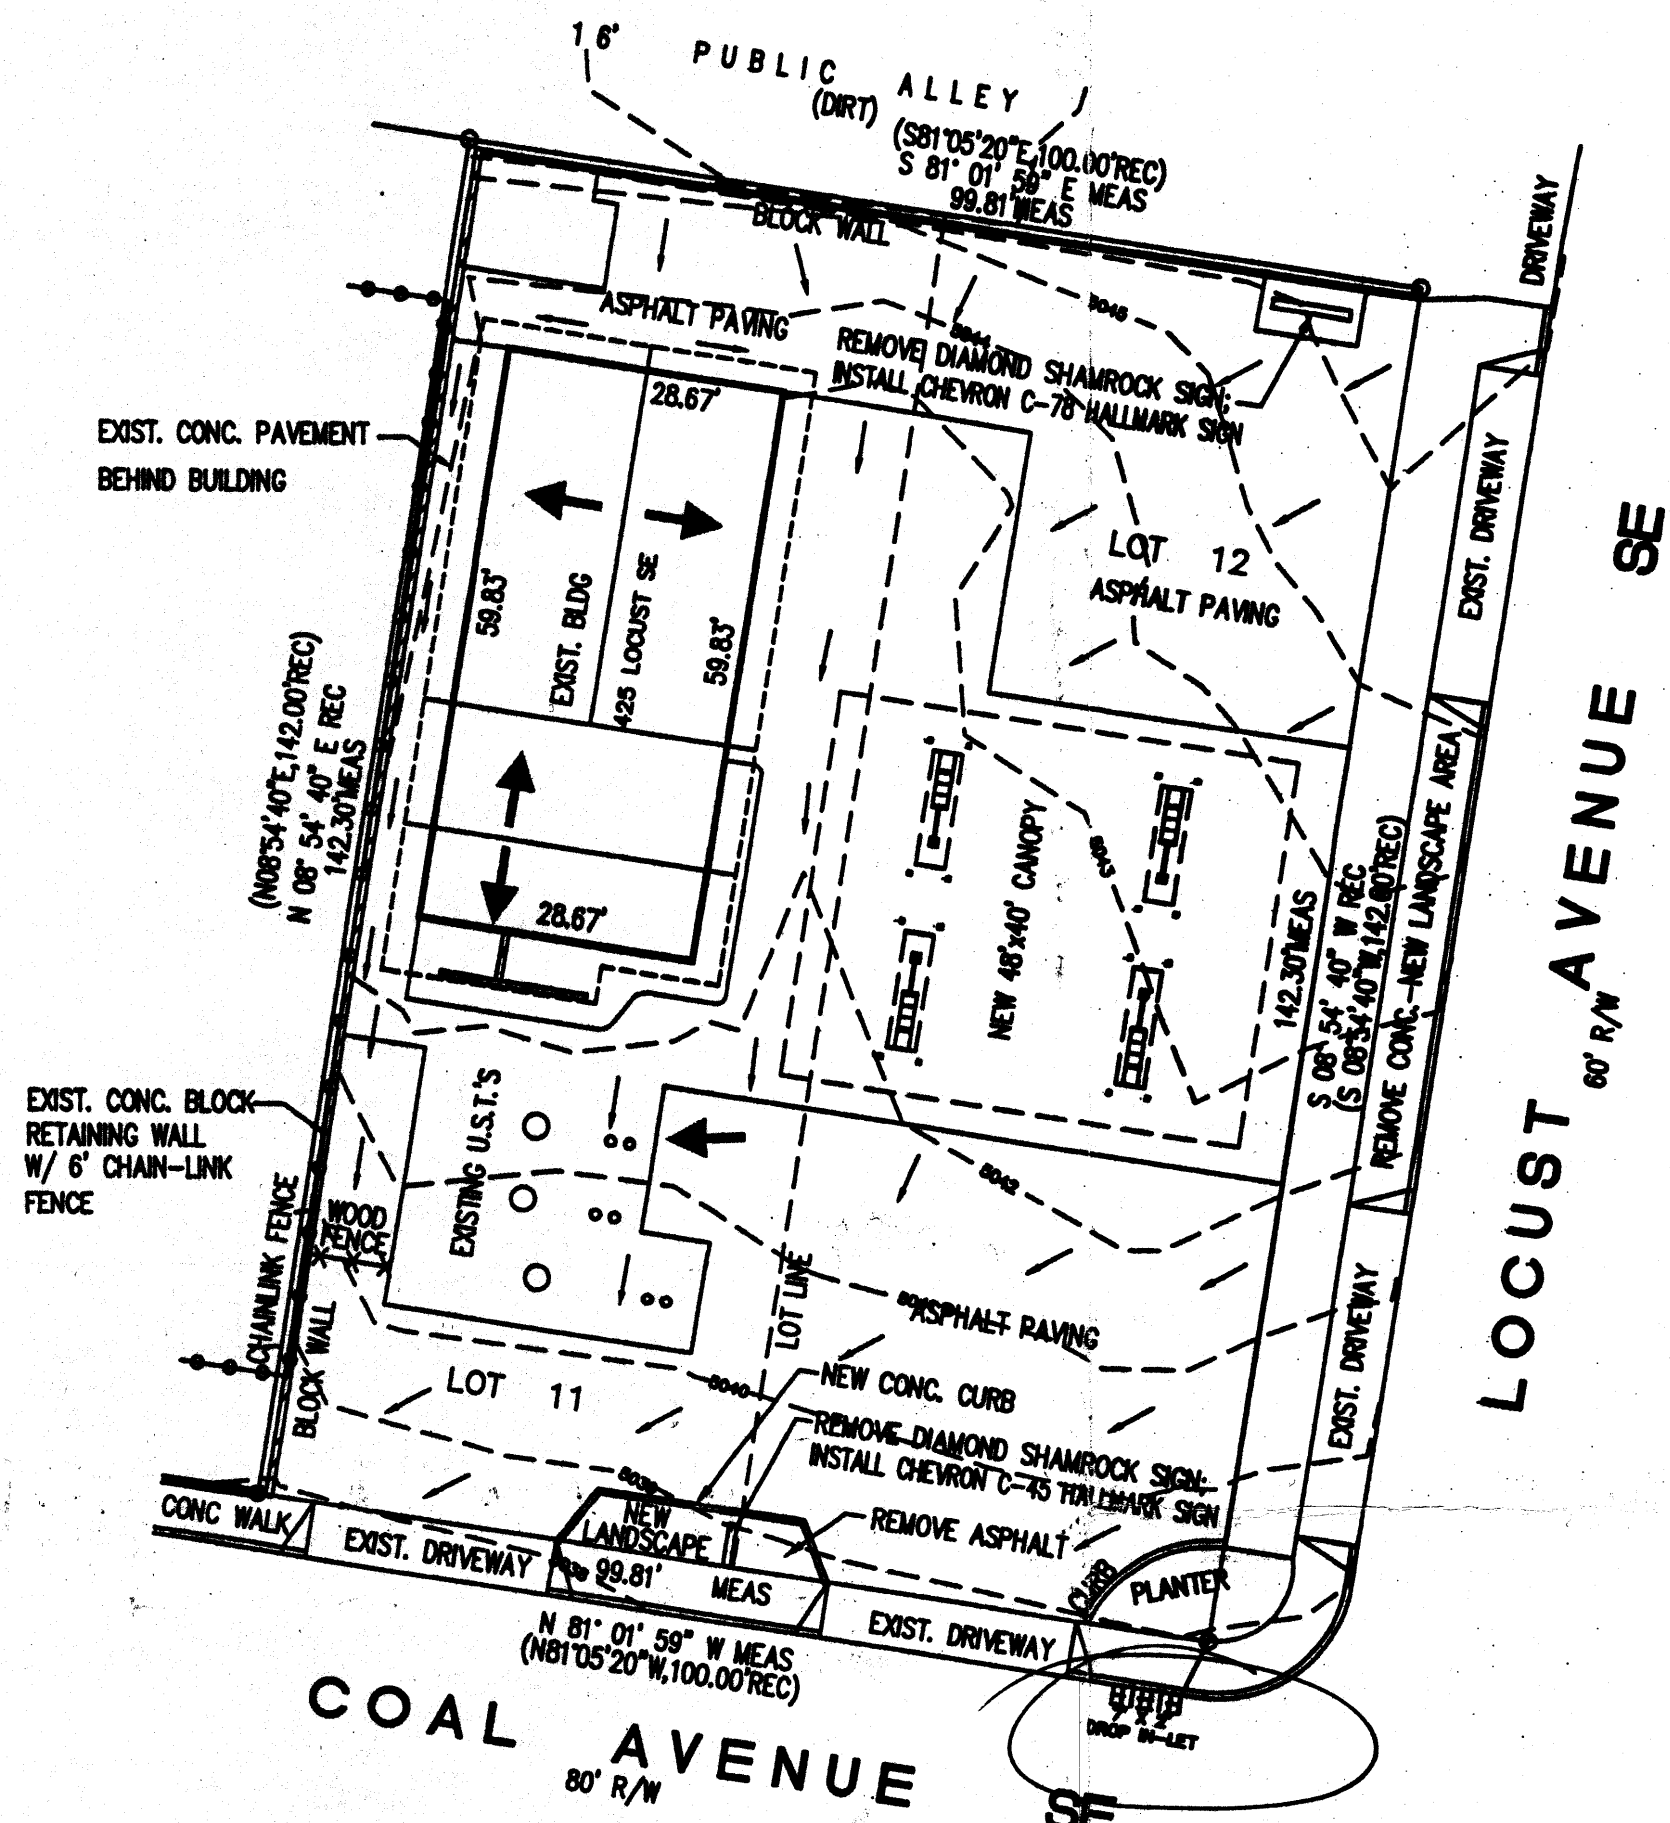 16'
PUBLIC ALLEY
(DIRT)
(S81°05'20"E,100.00'REC)
S 81° 01' 59" E MEAS
99.81'MEAS
BLOCK WALL
DRIVEWAY
ASPHALT PAVING
5045
5044
REMOVE DIAMOND SHAMROCK SIGN;
INSTALL CHEVRON C-78 HALLMARK SIGN
28.67'
EXIST. CONC. PAVEMENT
BEHIND BUILDING
EXIST. DRIVEWAY
LOT 12
ASPHALT PAVING
59.83'
EXIST. BLDG
425 LOCUST SE
59.83'
(N08°54'40"E,142.00'REC)
N 08° 54' 40" E REC
142.30'MEAS
28.67'
NEW 48'x40' CANOPY
5043
142.30'MEAS
S 08° 54' 40" W REC
(S 08°54'40"W,142.00'REC)
REMOVE CONC.-NEW LANDSCAPE AREA
LOCUST AVENUE SE
60' R/W
EXIST. CONC. BLOCK
RETAINING WALL
W/ 6' CHAIN-LINK
FENCE
EXISTING U.S.T.'S
5042
CHAINLINK FENCE
WOOD
FENCE
BLOCK WALL
LOT LINE
ASPHALT PAVING
EXIST. DRIVEWAY
LOT 11
5040
NEW CONC. CURB
REMOVE DIAMOND SHAMROCK SIGN;
INSTALL CHEVRON C-45 HALLMARK SIGN
REMOVE ASPHALT
5039
NEW
LANDSCAPE
CONC WALK
EXIST. DRIVEWAY
99.81' MEAS
CURB
PLANTER
EXIST. DRIVEWAY
N 81° 01' 59" W MEAS
(N81°05'20"W,100.00'REC)
DROP IN-LET
COAL AVENUE SE
80' R/W